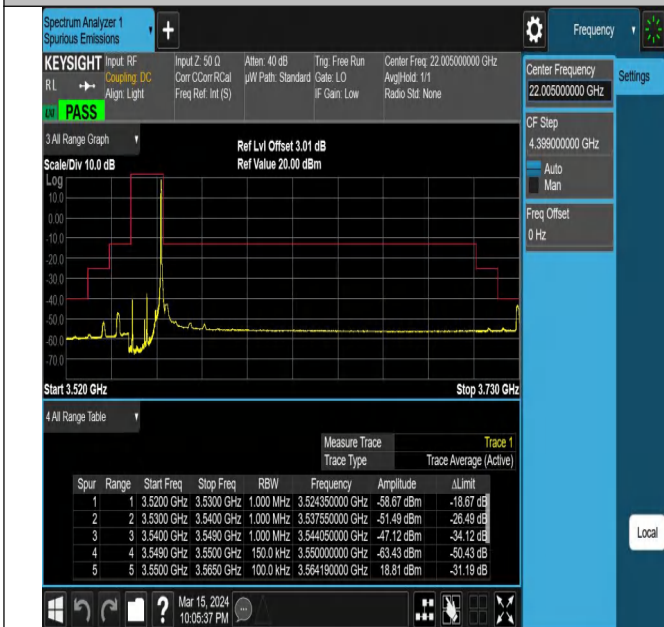 Spectrum Analyzer 1
Spurious Emissions
Frequency
KEYSIGHT
RL
Input: RF
Coupling: DC
Align: Light
Input Z: 50 Ω
Corr CCorr RCal
Freq Ref: Int (S)
Atten: 40 dB
µW Path: Standard
Trig: Free Run
Gate: LO
IF Gain: Low
Center Freq: 22.005000000 GHz
Avg|Hold: 1/1
Radio Std: None
PASS
Center Frequency
22.005000000 GHz
Settings
CF Step
4.399000000 GHz
Auto
Man
Freq Offset
0 Hz
3 All Range Graph
Scale/Div 10.0 dB
Ref Lvl Offset 3.01 dB
Ref Value 20.00 dBm
Log
10.0
0.00
-10.0
-20.0
-30.0
-40.0
-50.0
-60.0
-70.0
Start 3.520 GHz
Stop 3.730 GHz
4 All Range Table
Measure Trace Trace 1
Trace Type Trace Average (Active)
Spur Range Start Freq Stop Freq RBW Frequency Amplitude ΔLimit
1 1 3.5200 GHz 3.5300 GHz 1.000 MHz 3.524350000 GHz -58.67 dBm -18.67 dB
2 2 3.5300 GHz 3.5400 GHz 1.000 MHz 3.537550000 GHz -51.49 dBm -26.49 dB
3 3 3.5400 GHz 3.5490 GHz 1.000 MHz 3.544050000 GHz -47.12 dBm -34.12 dB
4 4 3.5490 GHz 3.5500 GHz 150.0 kHz 3.550000000 GHz -63.43 dBm -50.43 dB
5 5 3.5500 GHz 3.5650 GHz 100.0 kHz 3.564190000 GHz 18.81 dBm -31.19 dB
Local
?
Mar 15, 2024
10:05:37 PM